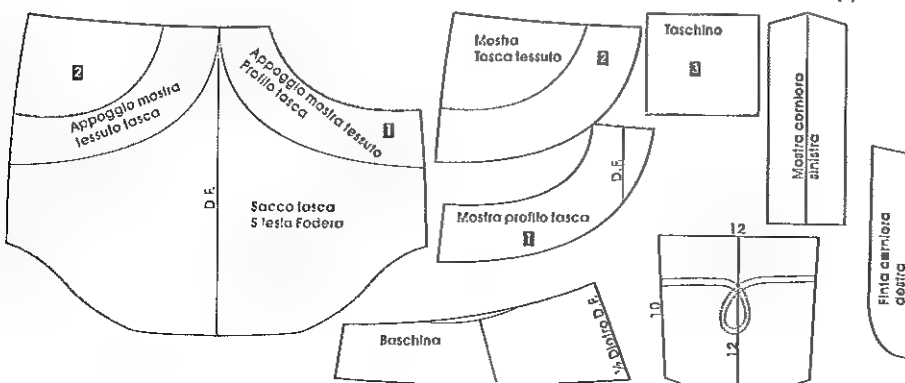 2
Appoggio mostra
tessuto tasca
Appoggio mostra tessuto
Profilo tasca
1
D.F.
Sacco tasca
S testa Fodera
Mostra
Tasca tessuto
2
Taschino
3
Mostra cerniera
sinistra
D.F.
Mostra profilo tasca
1
12
10
12
Finta cerniera
destra
Baschina
½ Dietro D.F.